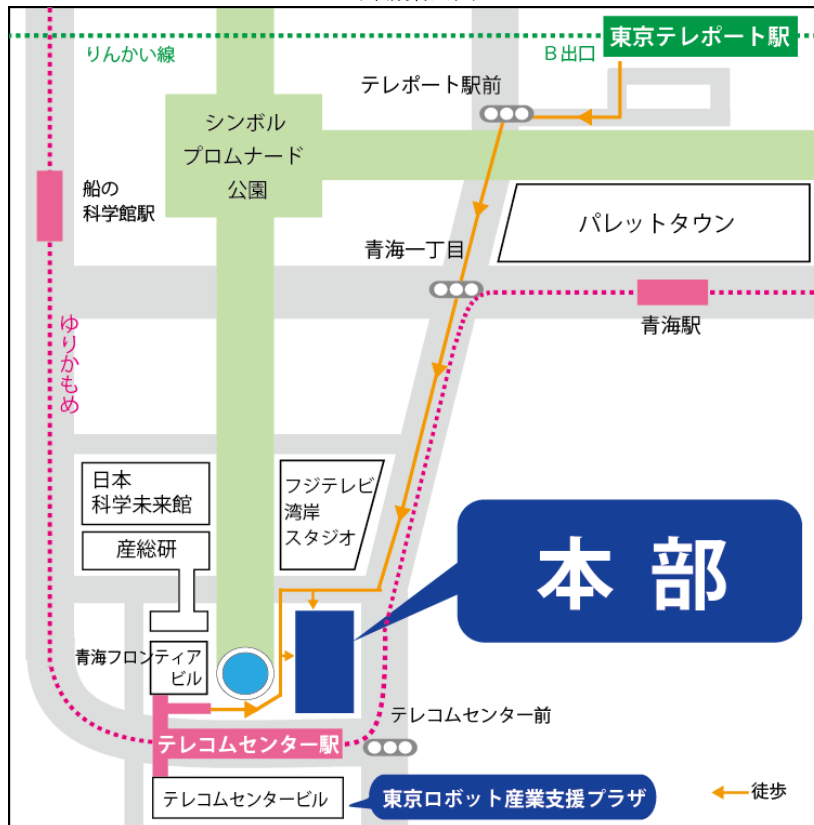 東京テレポート駅
りんかい線
B出口
テレポート駅前
シンボル
プロムナード
公園
船の
科学館駅
パレットタウン
青海一丁目
青海駅
ゆりかもめ
日本
科学未来館
フジテレビ
湾岸
スタジオ
産総研
本部
青海フロンティア
ビル
テレコムセンター前
テレコムセンター駅
テレコムセンタービル
東京ロボット産業支援プラザ
徒歩